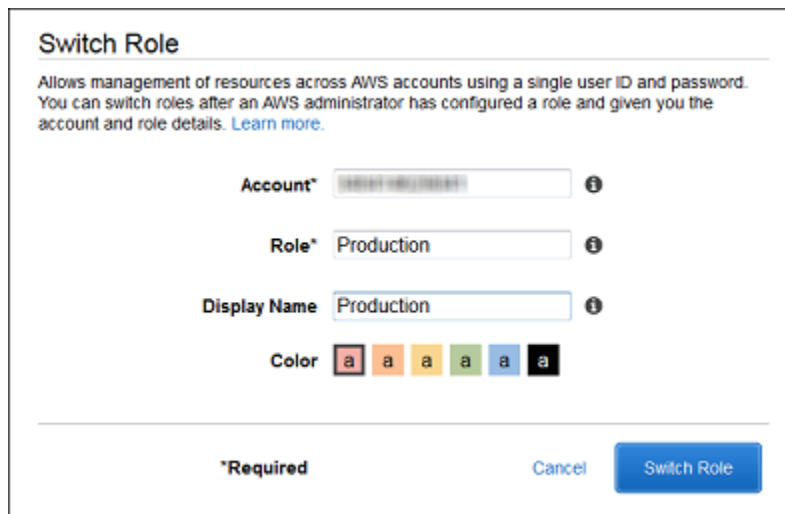 Switch Role
Allows management of resources across AWS accounts using a single user ID and password.
You can switch roles after an AWS administrator has configured a role and given you the
account and role details. Learn more.
Account*
Role* Production
Display Name Production
Color a a a a a a
*Required Cancel Switch Role